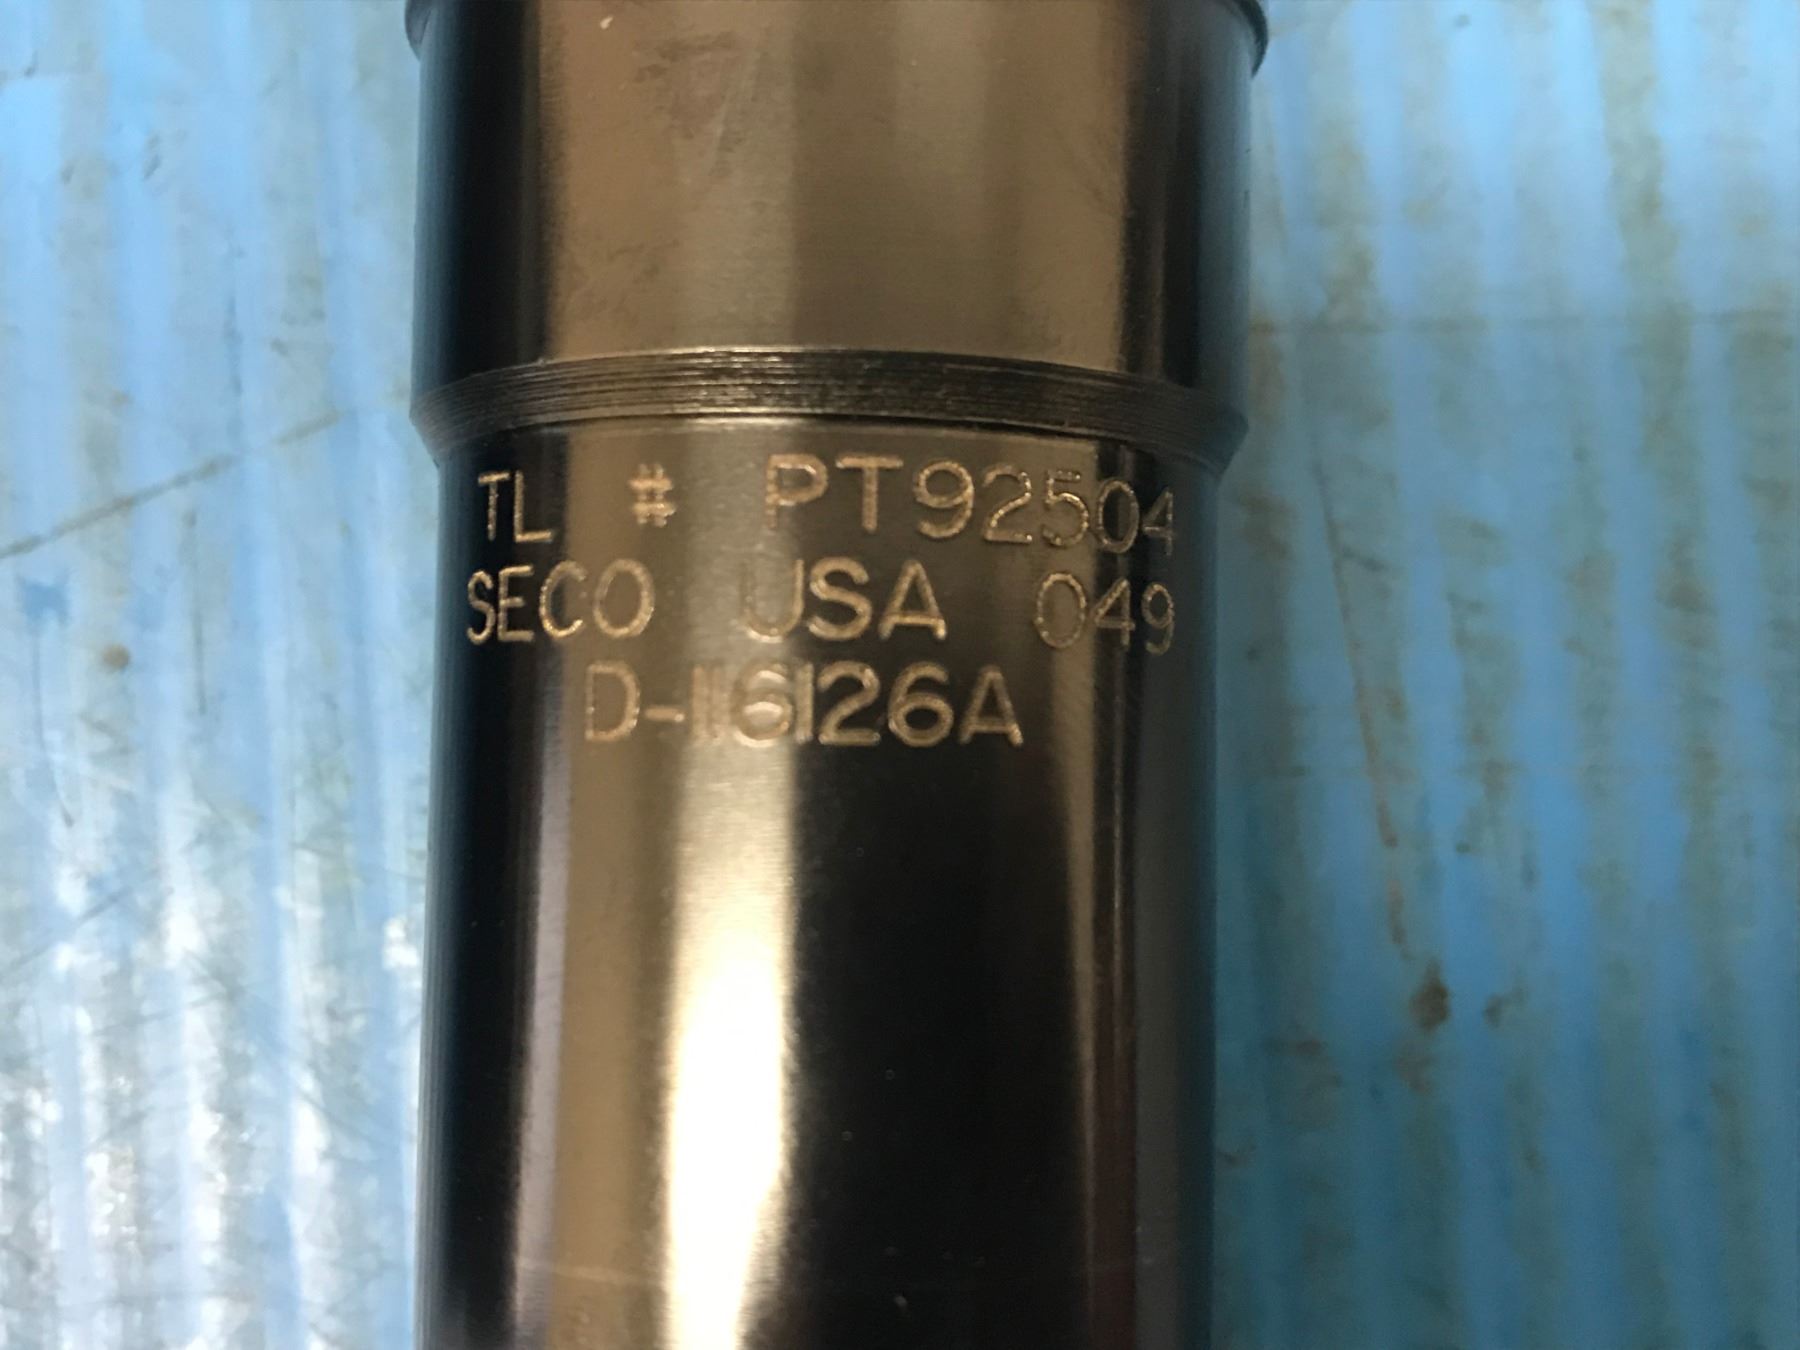 TL # PT92504
SECO USA 049
D-116126A